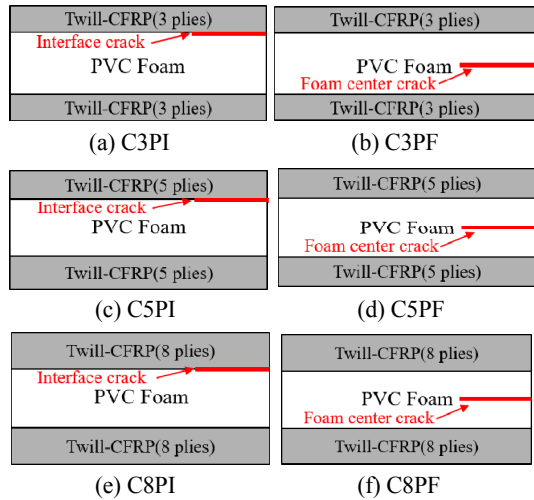 Twill-CFRP(3 plies)
Interface crack
PVC Foam
Twill-CFRP(3 plies)
(a) C3PI
Twill-CFRP(3 plies)
PVC Foam
Foam center crack
Twill-CFRP(3 plies)
(b) C3PF
Twill-CFRP(5 plies)
Interface crack
PVC Foam
Twill-CFRP(5 plies)
(c) C5PI
Twill-CFRP(5 plies)
PVC Foam
Foam center crack
Twill-CFRP(5 plies)
(d) C5PF
Twill-CFRP(8 plies)
Interface crack
PVC Foam
Twill-CFRP(8 plies)
(e) C8PI
Twill-CFRP(8 plies)
PVC Foam
Foam center crack
Twill-CFRP(8 plies)
(f) C8PF